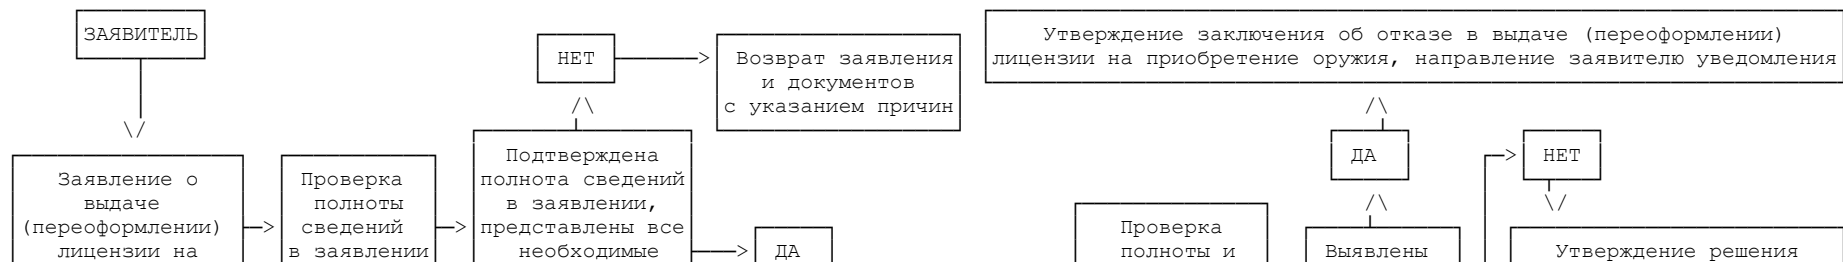 ЗАЯВИТЕЛЬ
НЕТ
Возврат заявления
и документов
с указанием причин
Утверждение заключения об отказе в выдаче (переоформлении)
лицензии на приобретение оружия, направление заявителю уведомления
Заявление о
выдаче
(переоформлении)
лицензии на
Проверка
полноты
сведений
в заявлении
Подтверждена
полнота сведений
в заявлении,
представлены все
необходимые
ДА
Проверка
полноты и
ДА
Выявлены
НЕТ
Утверждение решения